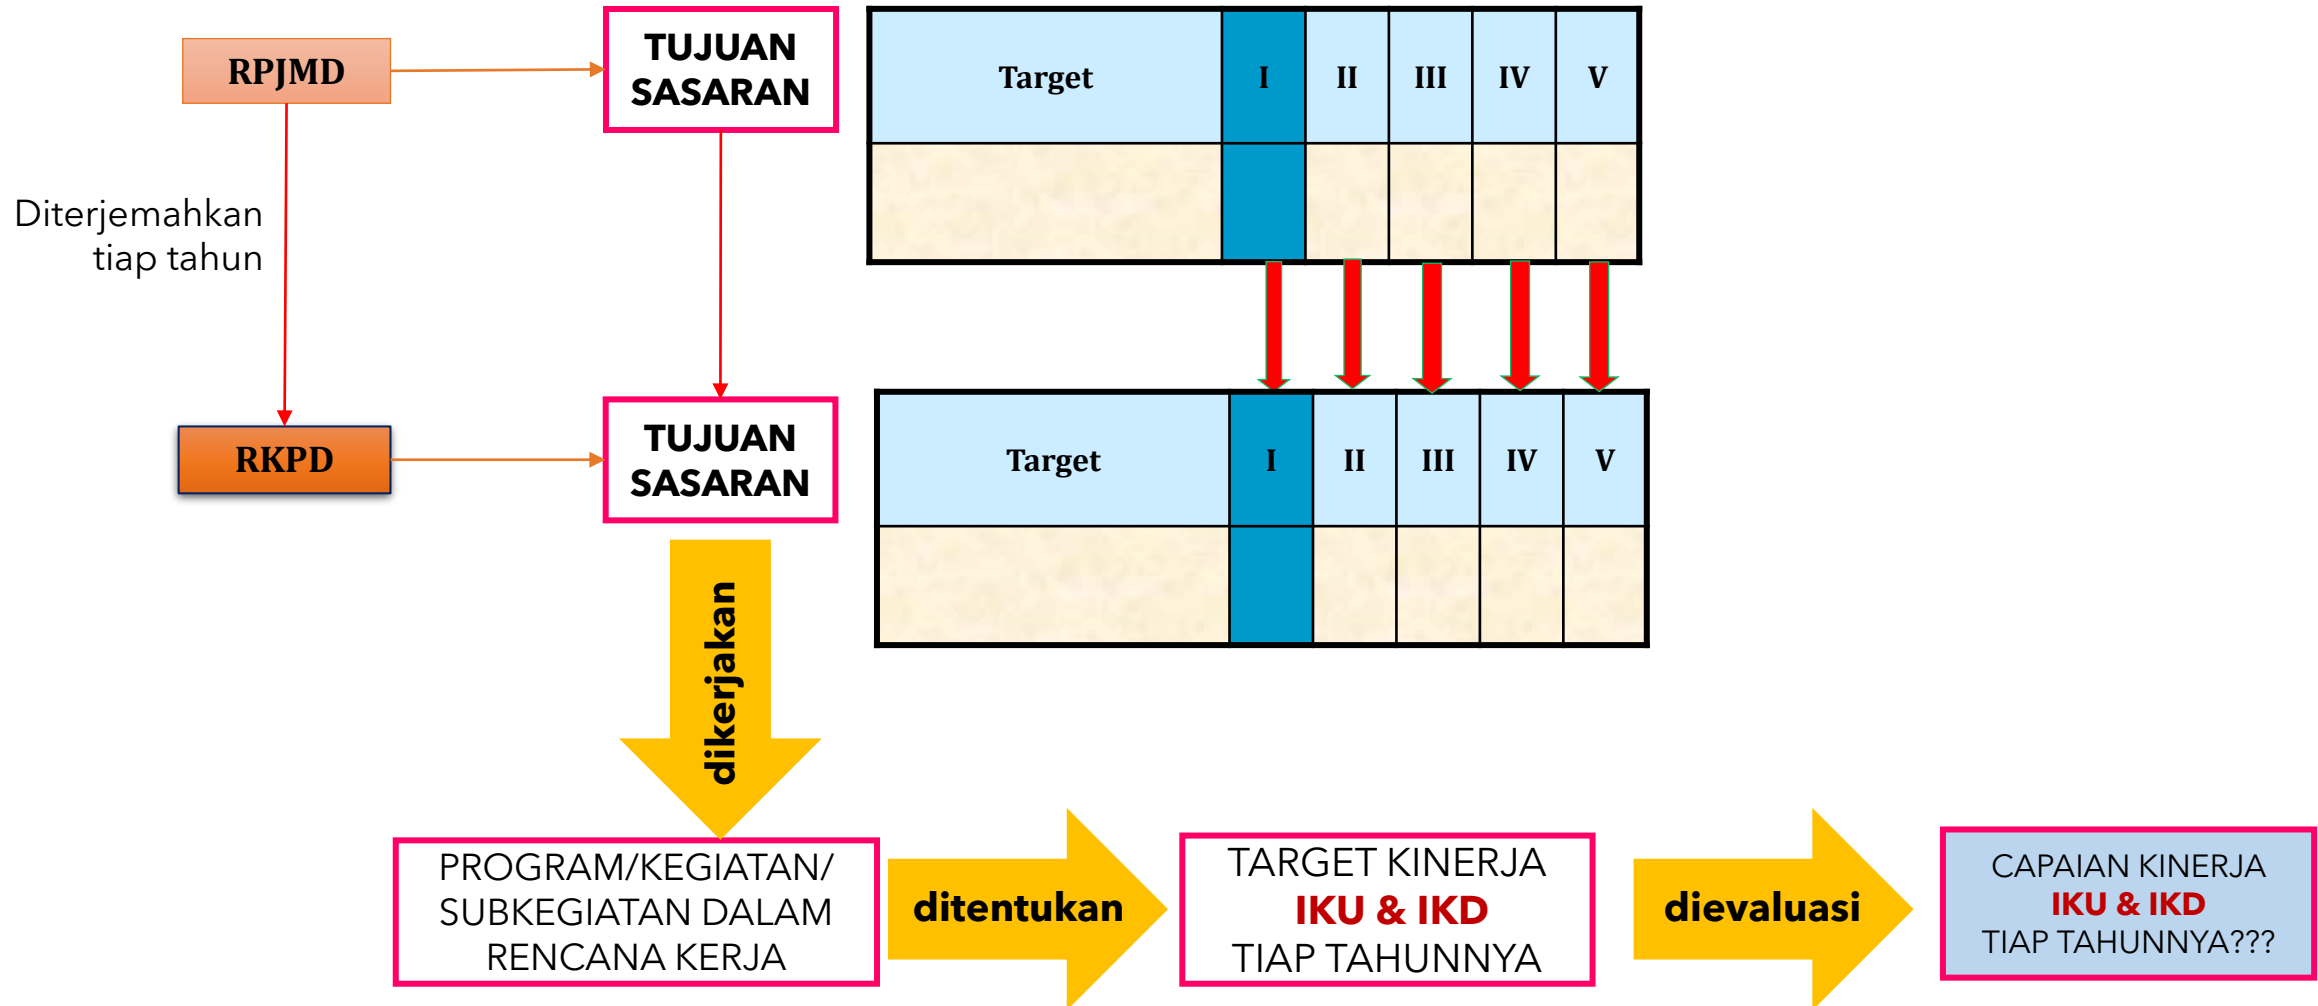 RPJMD
TUJUAN
SASARAN
Target I II III IV V
Diterjemahkan
tiap tahun
RKPD
TUJUAN
SASARAN
Target I II III IV V
dikerjakan
PROGRAM/KEGIATAN/
SUBKEGIATAN DALAM
RENCANA KERJA
ditentukan
TARGET KINERJA
IKU & IKD
TIAP TAHUNNYA
dievaluasi
CAPAIAN KINERJA
IKU & IKD
TIAP TAHUNNYA???